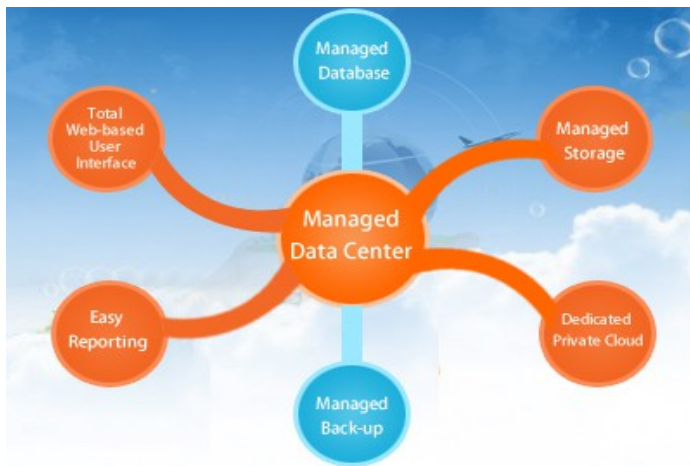 Managed
Database
Total
Web-based
User
Interface
Managed
Storage
Managed
Data Center
Easy
Reporting
Dedicated
Private Cloud
Managed
Back-up